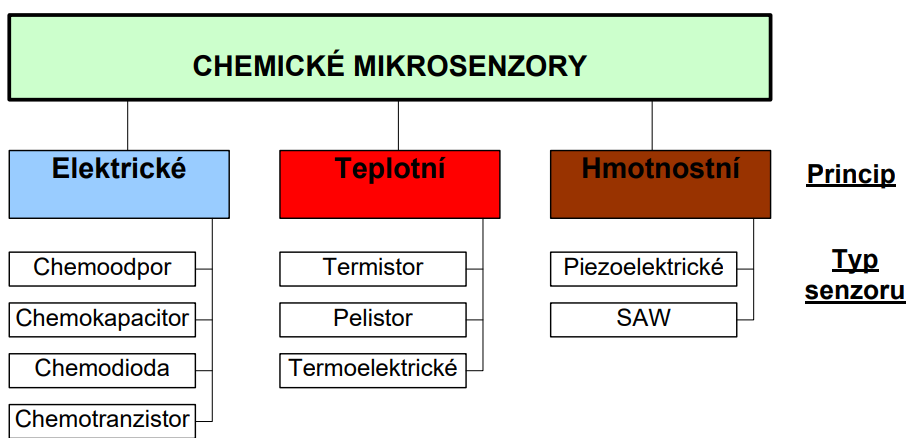 CHEMICKÉ MIKROSENZORY
Elektrické
Teplotní
Hmotnostní
Princip
Chemoodpor
Termistor
Piezoelektrické
Typ
senzoru
Chemokapacitor
Pelistor
SAW
Chemodioda
Termoelektrické
Chemotranzistor